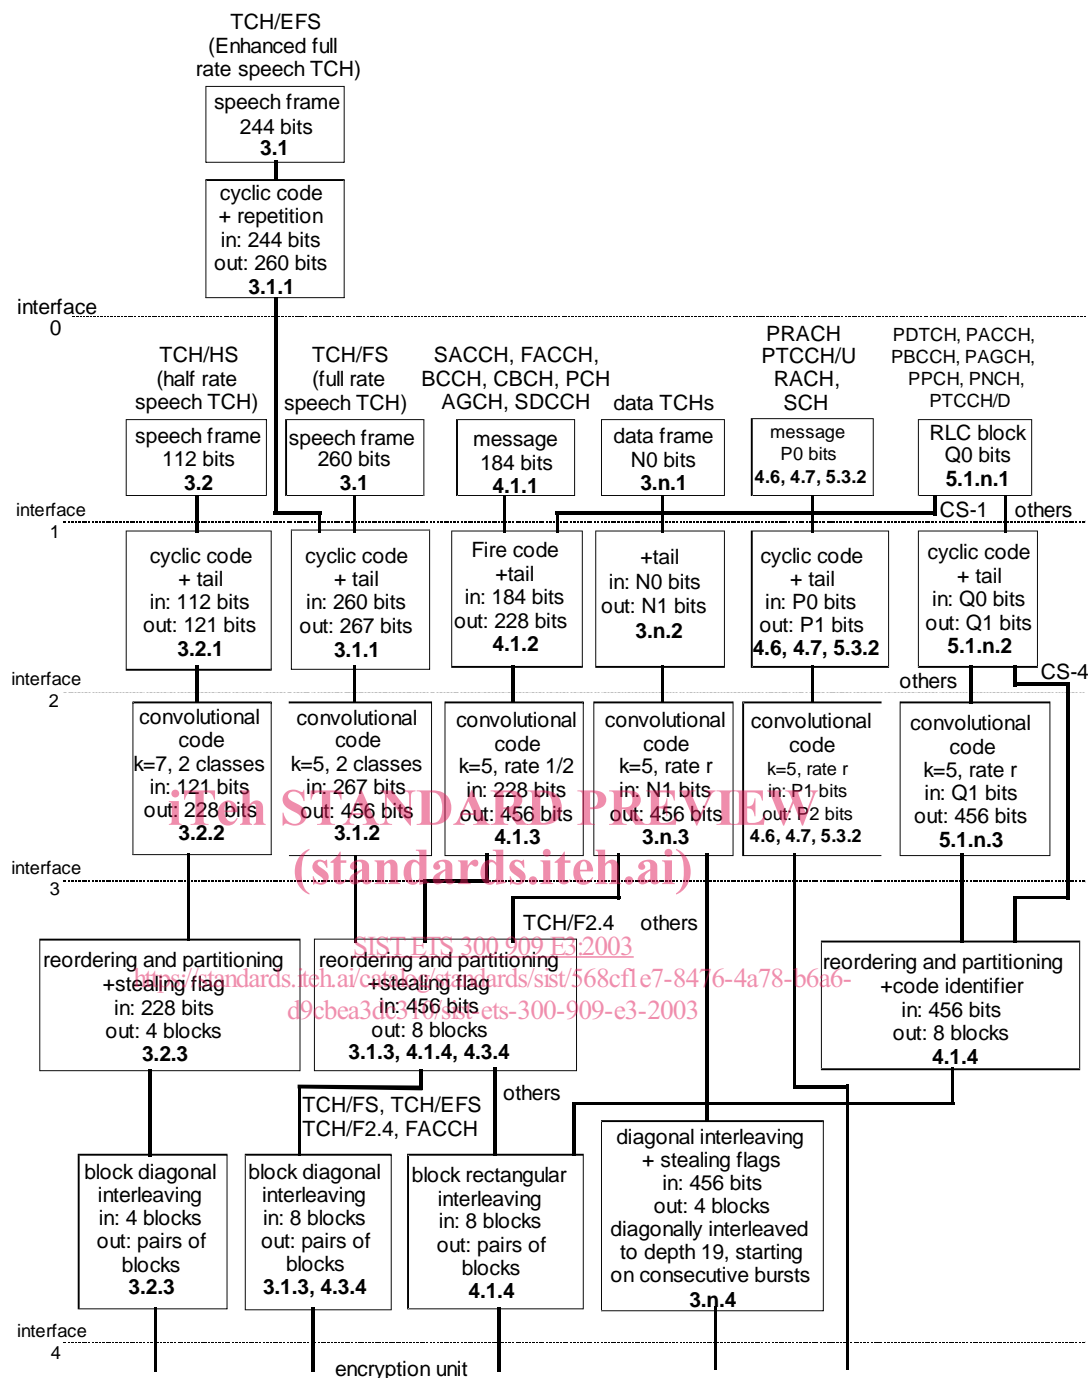 TCH/EFS
(Enhanced full
rate speech TCH)
speech frame
244 bits
3.1
cyclic code
+ repetition
in: 244 bits
out: 260 bits
3.1.1
interface
0
TCH/HS
(half rate
speech TCH)
speech frame
112 bits
3.2
TCH/FS
(full rate
speech TCH)
speech frame
260 bits
3.1
SACCH, FACCH,
BCCH, CBCH, PCH
AGCH, SDCCH
message
184 bits
4.1.1
data TCHs
data frame
N0 bits
3.n.1
PRACH
PTCCH/U
RACH,
SCH
message
P0 bits
4.6, 4.7, 5.3.2
PDTCH, PACCH,
PBCCH, PAGCH,
PPCH, PNCH,
PTCCH/D
RLC block
Q0 bits
5.1.n.1
CS-1
others
interface
1
cyclic code
+ tail
in: 112 bits
out: 121 bits
3.2.1
cyclic code
+ tail
in: 260 bits
out: 267 bits
3.1.1
Fire code
+tail
in: 184 bits
out: 228 bits
4.1.2
+tail
in: N0 bits
out: N1 bits
3.n.2
cyclic code
+ tail
in: P0 bits
out: P1 bits
4.6, 4.7, 5.3.2
cyclic code
+ tail
in: Q0 bits
out: Q1 bits
5.1.n.2
others
CS-4
interface
2
convolutional
code
k=7, 2 classes
in: 121 bits
out: 228 bits
3.2.2
convolutional
code
k=5, 2 classes
in: 267 bits
out: 456 bits
3.1.2
convolutional
code
k=5, rate 1/2
in: 228 bits
out: 456 bits
4.1.3
convolutional
code
k=5, rate r
in: N1 bits
out: 456 bits
3.n.3
convolutional
code
k=5, rate r
in: P1 bits
out: P2 bits
4.6, 4.7, 5.3.2
convolutional
code
k=5, rate r
in: Q1 bits
out: 456 bits
5.1.n.3
iTeh STANDARD PREVIEW
(standards.iteh.ai)
interface
3
TCH/F2.4
others
SIST ETS 300 909 E3:2003
https://standards.iteh.ai/catalog/standards/sist/568cf1e7-8476-4a78-b6a6-
d9cbea3dc310/sist-ets-300-909-e3-2003
reordering and partitioning
+stealing flag
in: 228 bits
out: 4 blocks
3.2.3
reordering and partitioning
+stealing flag
in: 456 bits
out: 8 blocks
3.1.3, 4.1.4, 4.3.4
reordering and partitioning
+code identifier
in: 456 bits
out: 8 blocks
4.1.4
TCH/FS, TCH/EFS
TCH/F2.4, FACCH
others
block diagonal
interleaving
in: 4 blocks
out: pairs of
blocks
3.2.3
block diagonal
interleaving
in: 8 blocks
out: pairs of
blocks
3.1.3, 4.3.4
block rectangular
interleaving
in: 8 blocks
out: pairs of
blocks
4.1.4
diagonal interleaving
+ stealing flags
in: 456 bits
out: 4 blocks
diagonally interleaved
to depth 19, starting
on consecutive bursts
3.n.4
interface
4
encryption unit